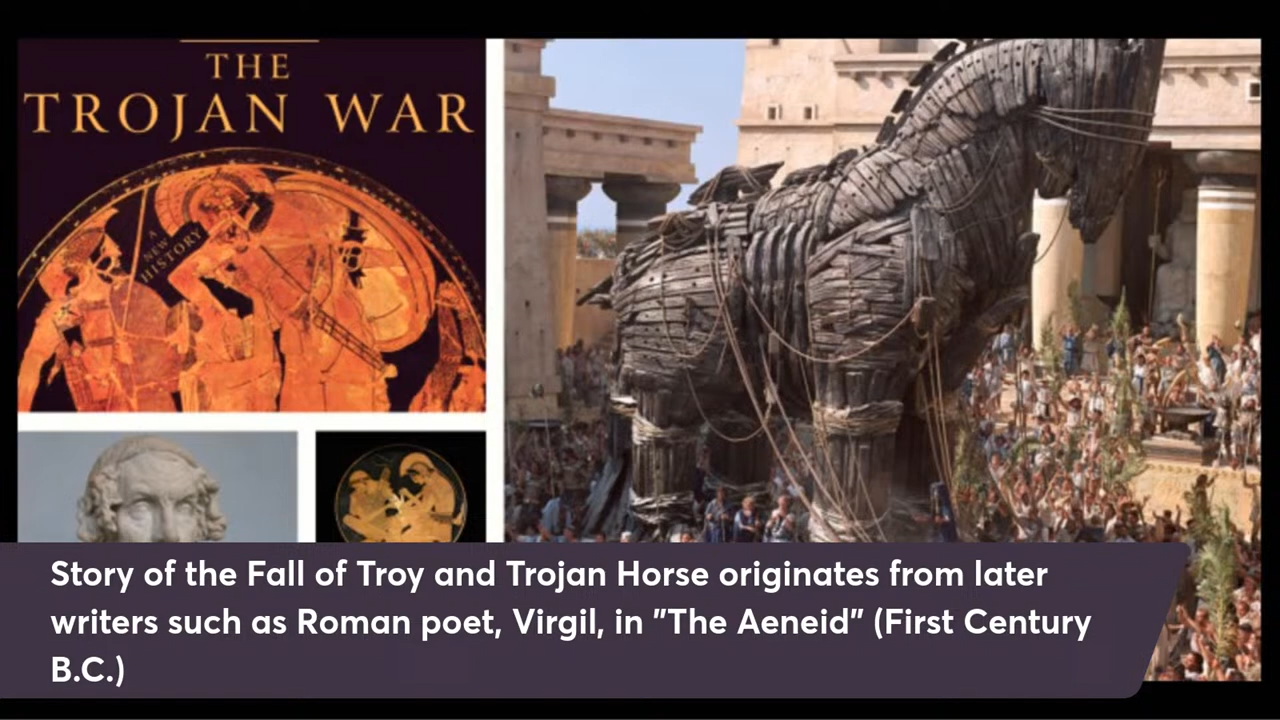 THE
TROJAN WAR
A
NEW
HISTORY
Story of the Fall of Troy and Trojan Horse originates from later
writers such as Roman poet, Virgil, in "The Aeneid" (First Century
B.C.)